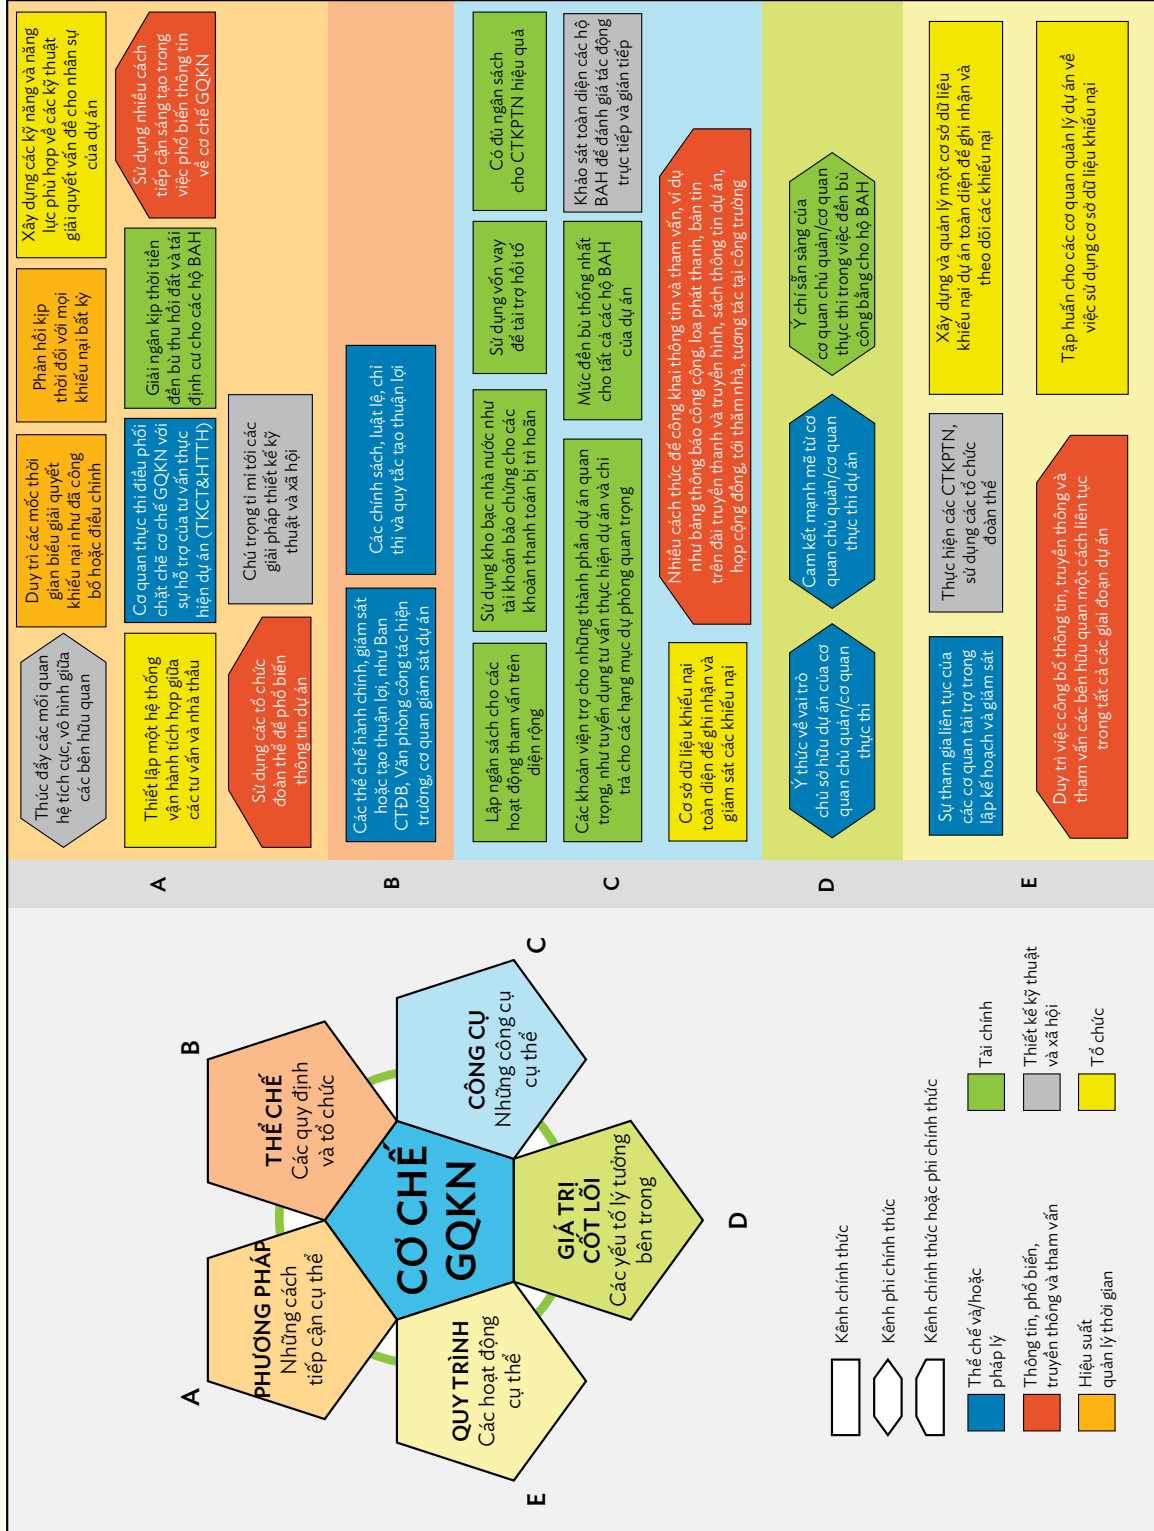 A
B
PHƯƠNG PHÁP
Những cách
tiếp cận cụ thể
THỂ CHẾ
Các quy định
và tổ chức
E
QUY TRÌNH
Các hoạt động
cụ thể
CƠ CHẾ
GQKN
CÔNG CỤ
Những công cụ
cụ thể
C
GIÁ TRỊ
CỐT LÕI
Các yếu tố lý tưởng
bên trong
D
Kênh chính thức
Kênh phi chính thức
Kênh chính thức hoặc phi chính thức
Thể chế và/hoặc
pháp lý
Tài chính
Thông tin, phổ biến,
truyền thông và tham vấn
Thiết kế kỹ thuật
và xã hội
Hiệu suất
quản lý thời gian
Tổ chức
A
Thúc đẩy các mối quan
hệ tích cực, vô hình giữa
các bên hữu quan
Duy trì các mốc thời
gian biểu giải quyết
khiếu nại như đã công
bố hoặc điều chỉnh
Phản hồi kịp
thời đối với mọi
khiếu nại bất kỳ
Xây dựng các kỹ năng và năng
lực phù hợp về các kỹ thuật
giải quyết vấn đề cho nhân sự
của dự án
Thiết lập một hệ thống
vận hành tích hợp giữa
các tư vấn và nhà thầu
Cơ quan thực thi điều phối
chặt chẽ cơ chế GQKN với
sự hỗ trợ của tư vấn thực
hiện dự án (TKCT&HTTH)
Giải ngân kịp thời tiền
đền bù thu hồi đất và tái
định cư cho các hộ BAH
Sử dụng nhiều cách
tiếp cận sáng tạo trong
việc phổ biến thông tin
về cơ chế GQKN
Sử dụng các tổ chức
đoàn thể để phổ biến
thông tin dự án
Chú trọng tỉ mỉ tới các
giải pháp thiết kế kỹ
thuật và xã hội
B
Các thể chế hành chính, giám sát
hoặc tạo thuận lợi, như Ban
CTĐB, Văn phòng công tác hiện
trường, cơ quan giám sát dự án
Các chính sách, luật lệ, chỉ
thị và quy tắc tạo thuận lợi
C
Lập ngân sách cho các
hoạt động tham vấn trên
diện rộng
Sử dụng kho bạc nhà nước như
tài khoản bảo chứng cho các
khoản thanh toán bị trì hoãn
Sử dụng vốn vay
để tài trợ hồi tố
Có đủ ngân sách
cho CTKPTN hiệu quả
Các khoản viện trợ cho những thành phần dự án quan
trọng, như tuyển dụng tư vấn thực hiện dự án và chi
trả cho các hạng mục dự phòng quan trọng
Mức đền bù thống nhất
cho tất cả các hộ BAH
của dự án
Khảo sát toàn diện các hộ
BAH để đánh giá tác động
trực tiếp và gián tiếp
Cơ sở dữ liệu khiếu nại
toàn diện để ghi nhận và
giám sát các khiếu nại
Nhiều cách thức để công khai thông tin và tham vấn, ví dụ
như bảng thông báo công cộng, loa phát thanh, bản tin
trên đài truyền thanh và truyền hình, sách thông tin dự án,
họp cộng đồng, tới thăm nhà, tương tác tại công trường
D
Ý thức về vai trò
chủ sở hữu dự án của cơ
quan chủ quản/cơ quan
thực thi
Cam kết mạnh mẽ từ cơ
quan chủ quản/cơ quan
thực thi dự án
Ý chí sẵn sàng của
cơ quan chủ quản/cơ quan
thực thi trong việc đền bù
công bằng cho hộ BAH
E
Sự tham gia liên tục của
các cơ quan tài trợ trong
lập kế hoạch và giám sát
Thực hiện các CTKPTN,
sử dụng các tổ chức
đoàn thể
Xây dựng và quản lý một cơ sở dữ liệu
khiếu nại dự án toàn diện để ghi nhận và
theo dõi các khiếu nại
Duy trì việc công bố thông tin, truyền thông và
tham vấn các bên hữu quan một cách liên tục
trong tất cả các giai đoạn dự án
Tập huấn cho các cơ quan quản lý dự án về
việc sử dụng cơ sở dữ liệu khiếu nại